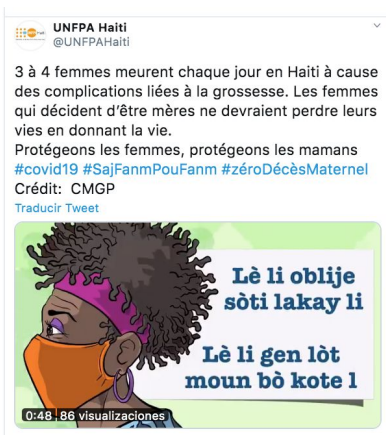 UNFPA Haiti
@UNFPAHaiti
3 à 4 femmes meurent chaque jour en Haiti à cause
des complications liées à la grossesse. Les femmes
qui décident d'être mères ne devraient perdre leurs
vies en donnant la vie.
Protégeons les femmes, protégeons les mamans
#covid19 #SajFanmPouFanm #zéroDécèsMaternel
Crédit: CMGP
Traducir Tweet
Lè li oblije
sòti lakay li
Lè li gen lòt
moun bò kote l
0:48 86 visualizaciones